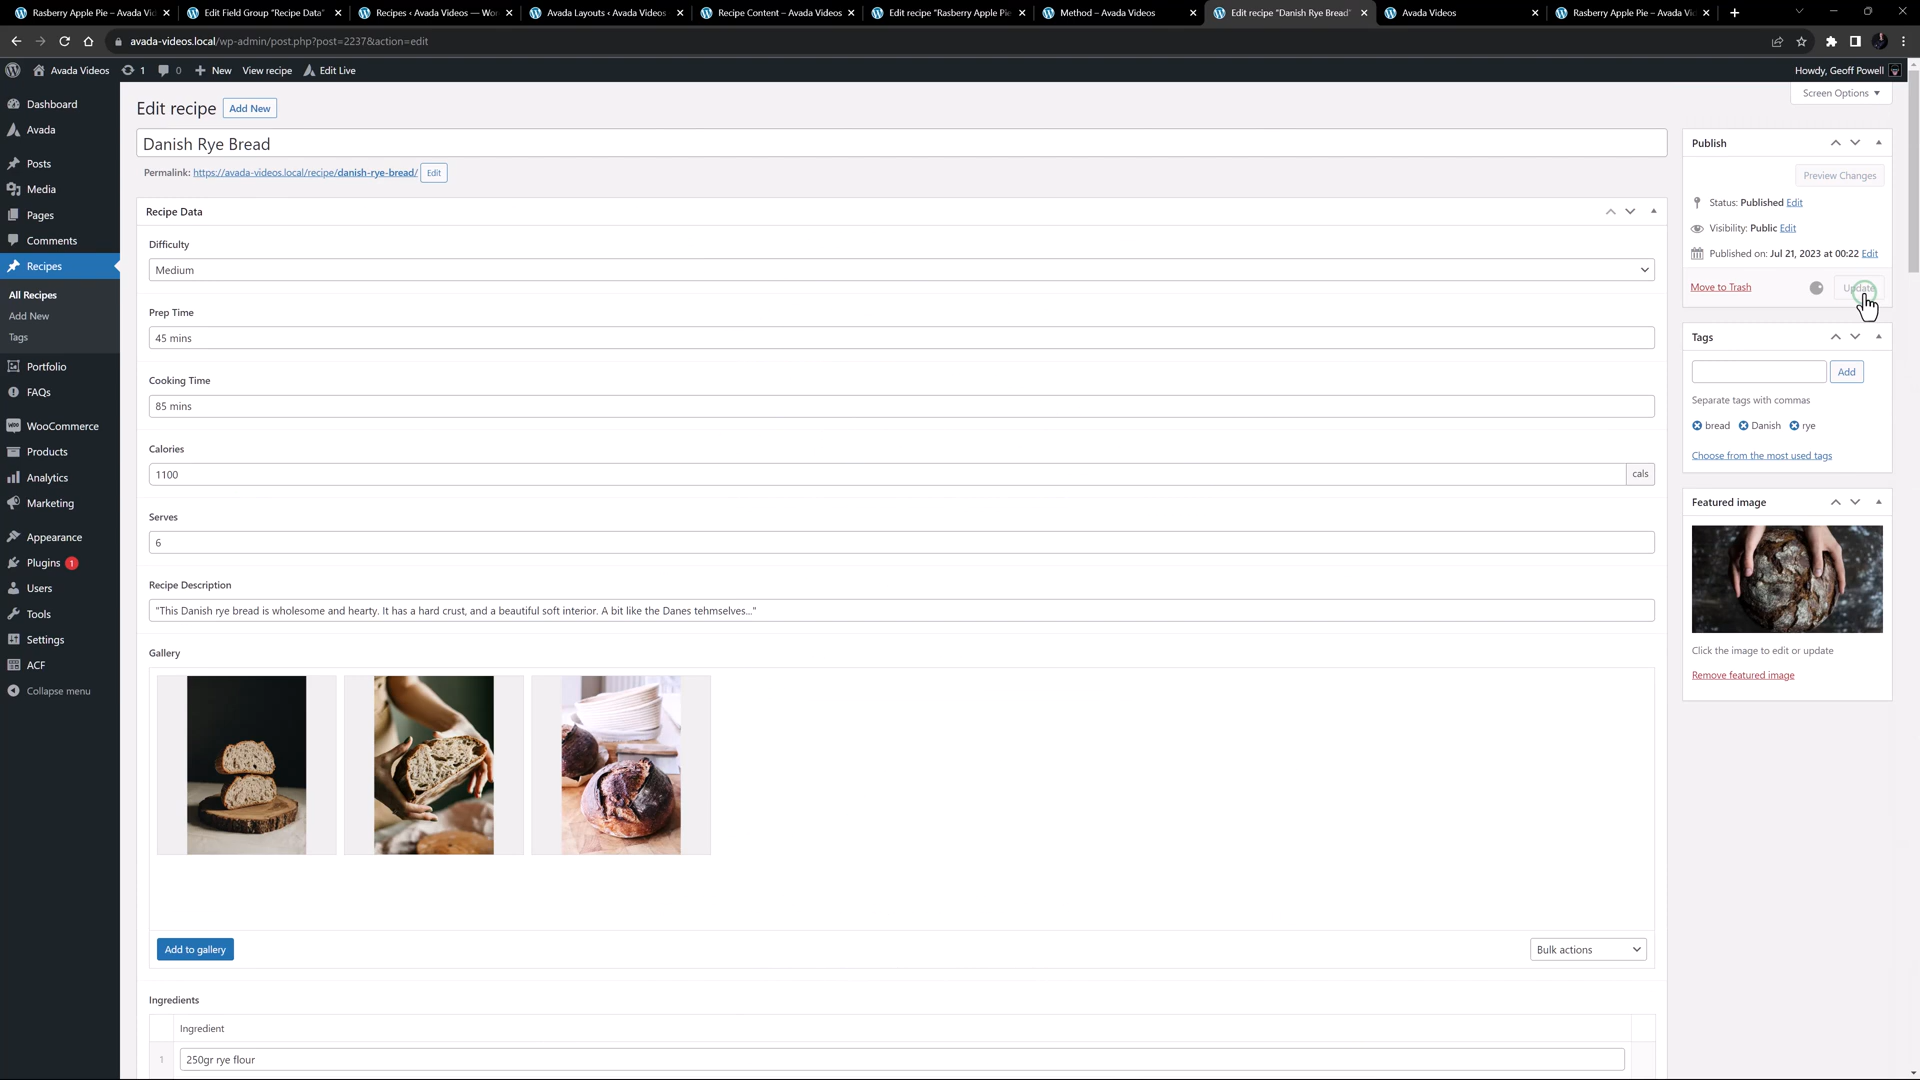 Rasberry Apple Pie – Avada Vi
Edit Field Group "Recipe Data"
Recipes ‹ Avada Videos — Wor
Avada Layouts ‹ Avada Videos
Recipe Content – Avada Videos
Edit recipe "Rasberry Apple Pie
Method – Avada Videos
Edit recipe "Danish Rye Bread"
Avada Videos
Rasberry Apple Pie – Avada Vi
avada-videos.local/wp-admin/post.php?post=2237&action=edit
Avada Videos
1
0
New
View recipe
Edit Live
Howdy, Geoff Powell
Screen Options
Dashboard
Avada
Posts
Media
Pages
Comments
Recipes
All Recipes
Add New
Tags
Portfolio
FAQs
WooCommerce
Products
Analytics
Marketing
Appearance
Plugins 1
Users
Tools
Settings
ACF
Collapse menu
Edit recipe
Add New
Danish Rye Bread
Permalink: https://avada-videos.local/recipe/danish-rye-bread/ Edit
Recipe Data
Difficulty
Medium
Prep Time
45 mins
Cooking Time
85 mins
Calories
1100
cals
Serves
6
Recipe Description
"This Danish rye bread is wholesome and hearty. It has a hard crust, and a beautiful soft interior. A bit like the Danes tehmselves..."
Gallery
Add to gallery
Bulk actions
Ingredients
Ingredient
1
250gr rye flour
Publish
Preview Changes
Status: Published Edit
Visibility: Public Edit
Published on: Jul 21, 2023 at 00:22 Edit
Move to Trash
Update
Tags
Add
Separate tags with commas
bread
Danish
rye
Choose from the most used tags
Featured image
Click the image to edit or update
Remove featured image